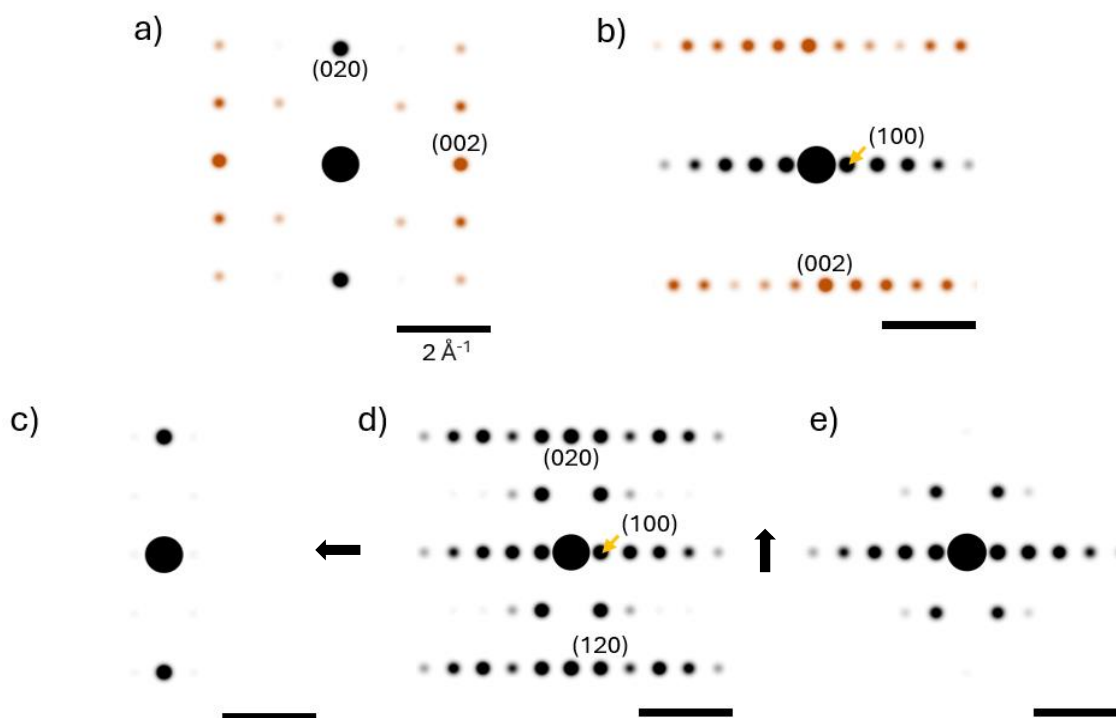 a)
(020)
(002)
2 Å-1
b)
(100)
(002)
c)
d)
(020)
(100)
(120)
e)